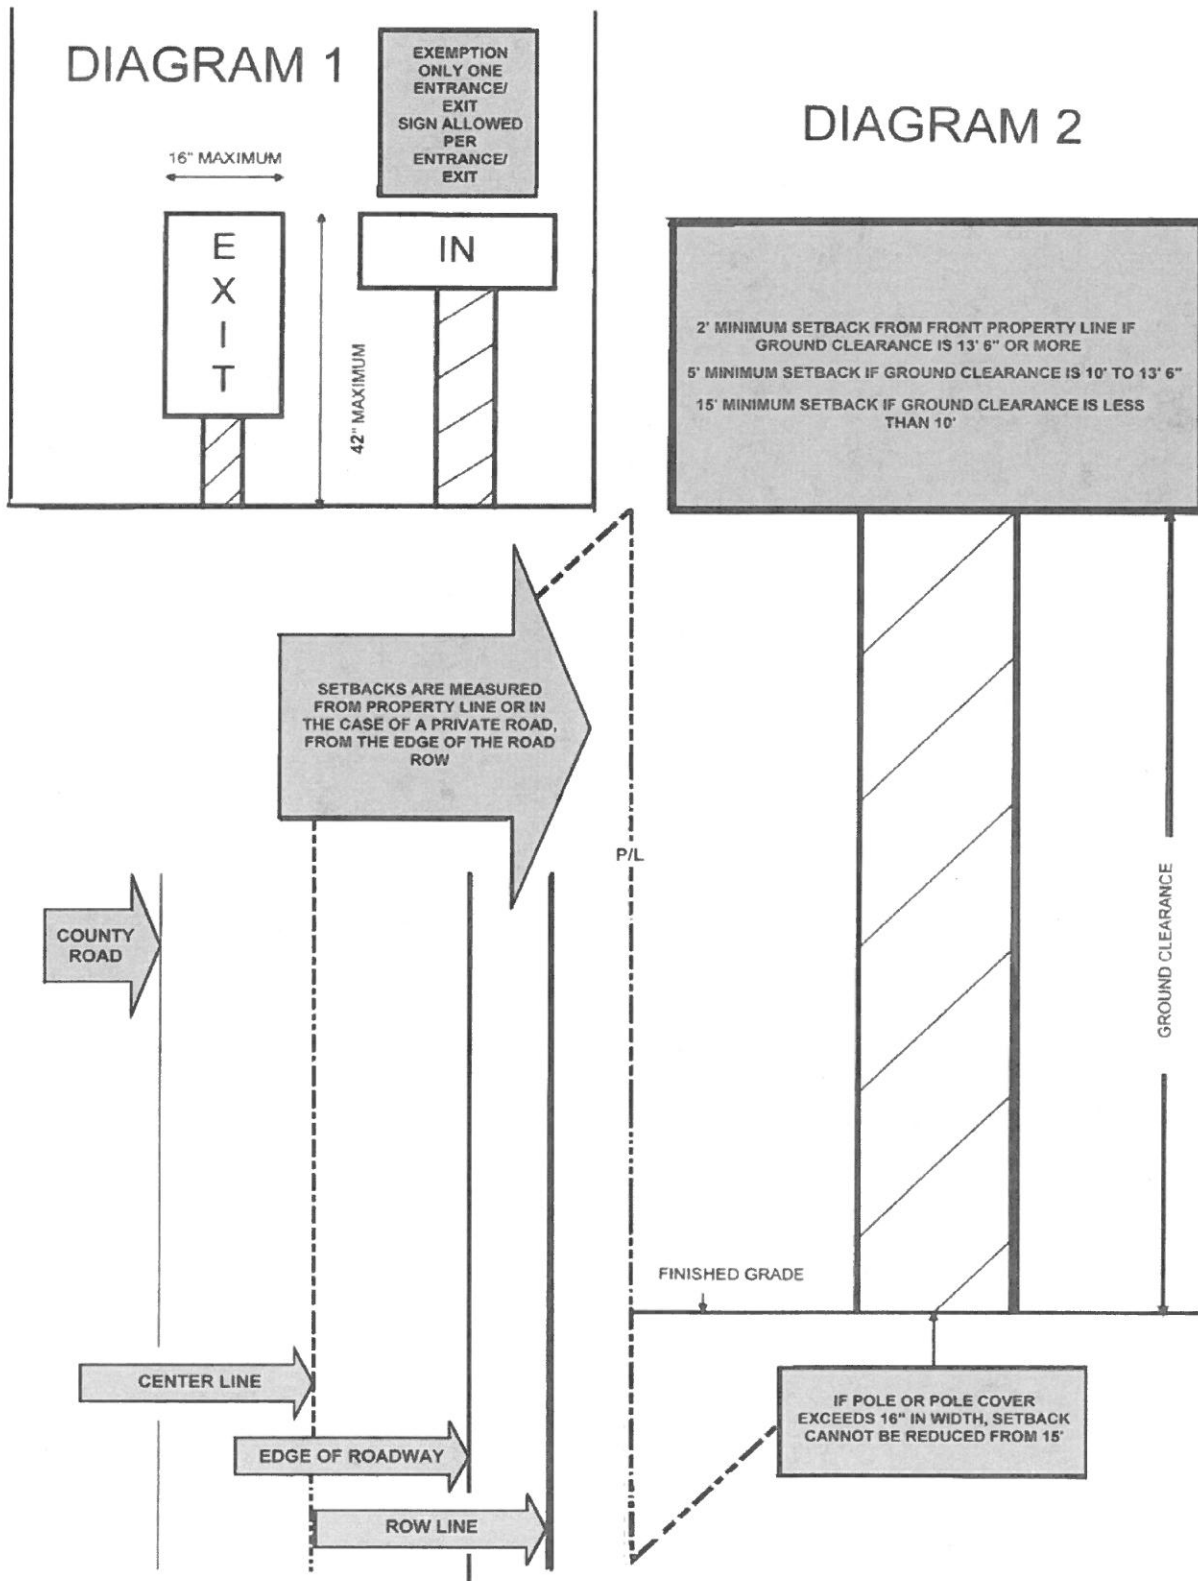 DIAGRAM 1
EXEMPTION
ONLY ONE
ENTRANCE/
EXIT
SIGN ALLOWED
PER
ENTRANCE/
EXIT
16" MAXIMUM
E
X
I
T
42" MAXIMUM
IN
DIAGRAM 2
2' MINIMUM SETBACK FROM FRONT PROPERTY LINE IF
GROUND CLEARANCE IS 13' 6" OR MORE
5' MINIMUM SETBACK IF GROUND CLEARANCE IS 10' TO 13' 6"
15' MINIMUM SETBACK IF GROUND CLEARANCE IS LESS
THAN 10'
SETBACKS ARE MEASURED
FROM PROPERTY LINE OR IN
THE CASE OF A PRIVATE ROAD,
FROM THE EDGE OF THE ROAD
ROW
P/L
GROUND CLEARANCE
COUNTY
ROAD
FINISHED GRADE
CENTER LINE
IF POLE OR POLE COVER
EXCEEDS 16" IN WIDTH, SETBACK
CANNOT BE REDUCED FROM 15'
EDGE OF ROADWAY
ROW LINE